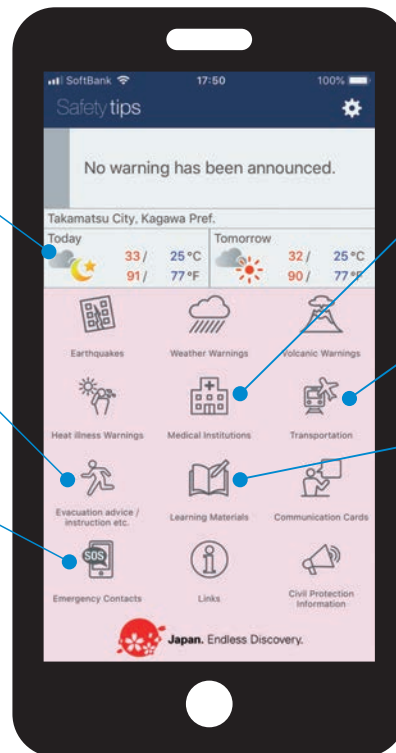 SoftBank 17:50 100%
Safety tips
No warning has been announced.
Takamatsu City, Kagawa Pref.
Today Tomorrow
33 / 25 °C 32 / 25 °C
91 / 77 °F 90 / 77 °F
Earthquakes Weather Warnings Volcanic Warnings
Heat illness Warnings Medical Institutions Transportation
Evacuation advice /
instruction etc.
Learning Materials Communication Cards
SOS
Emergency Contacts Links
Civil Protection
Information
Japan. Endless Discovery.